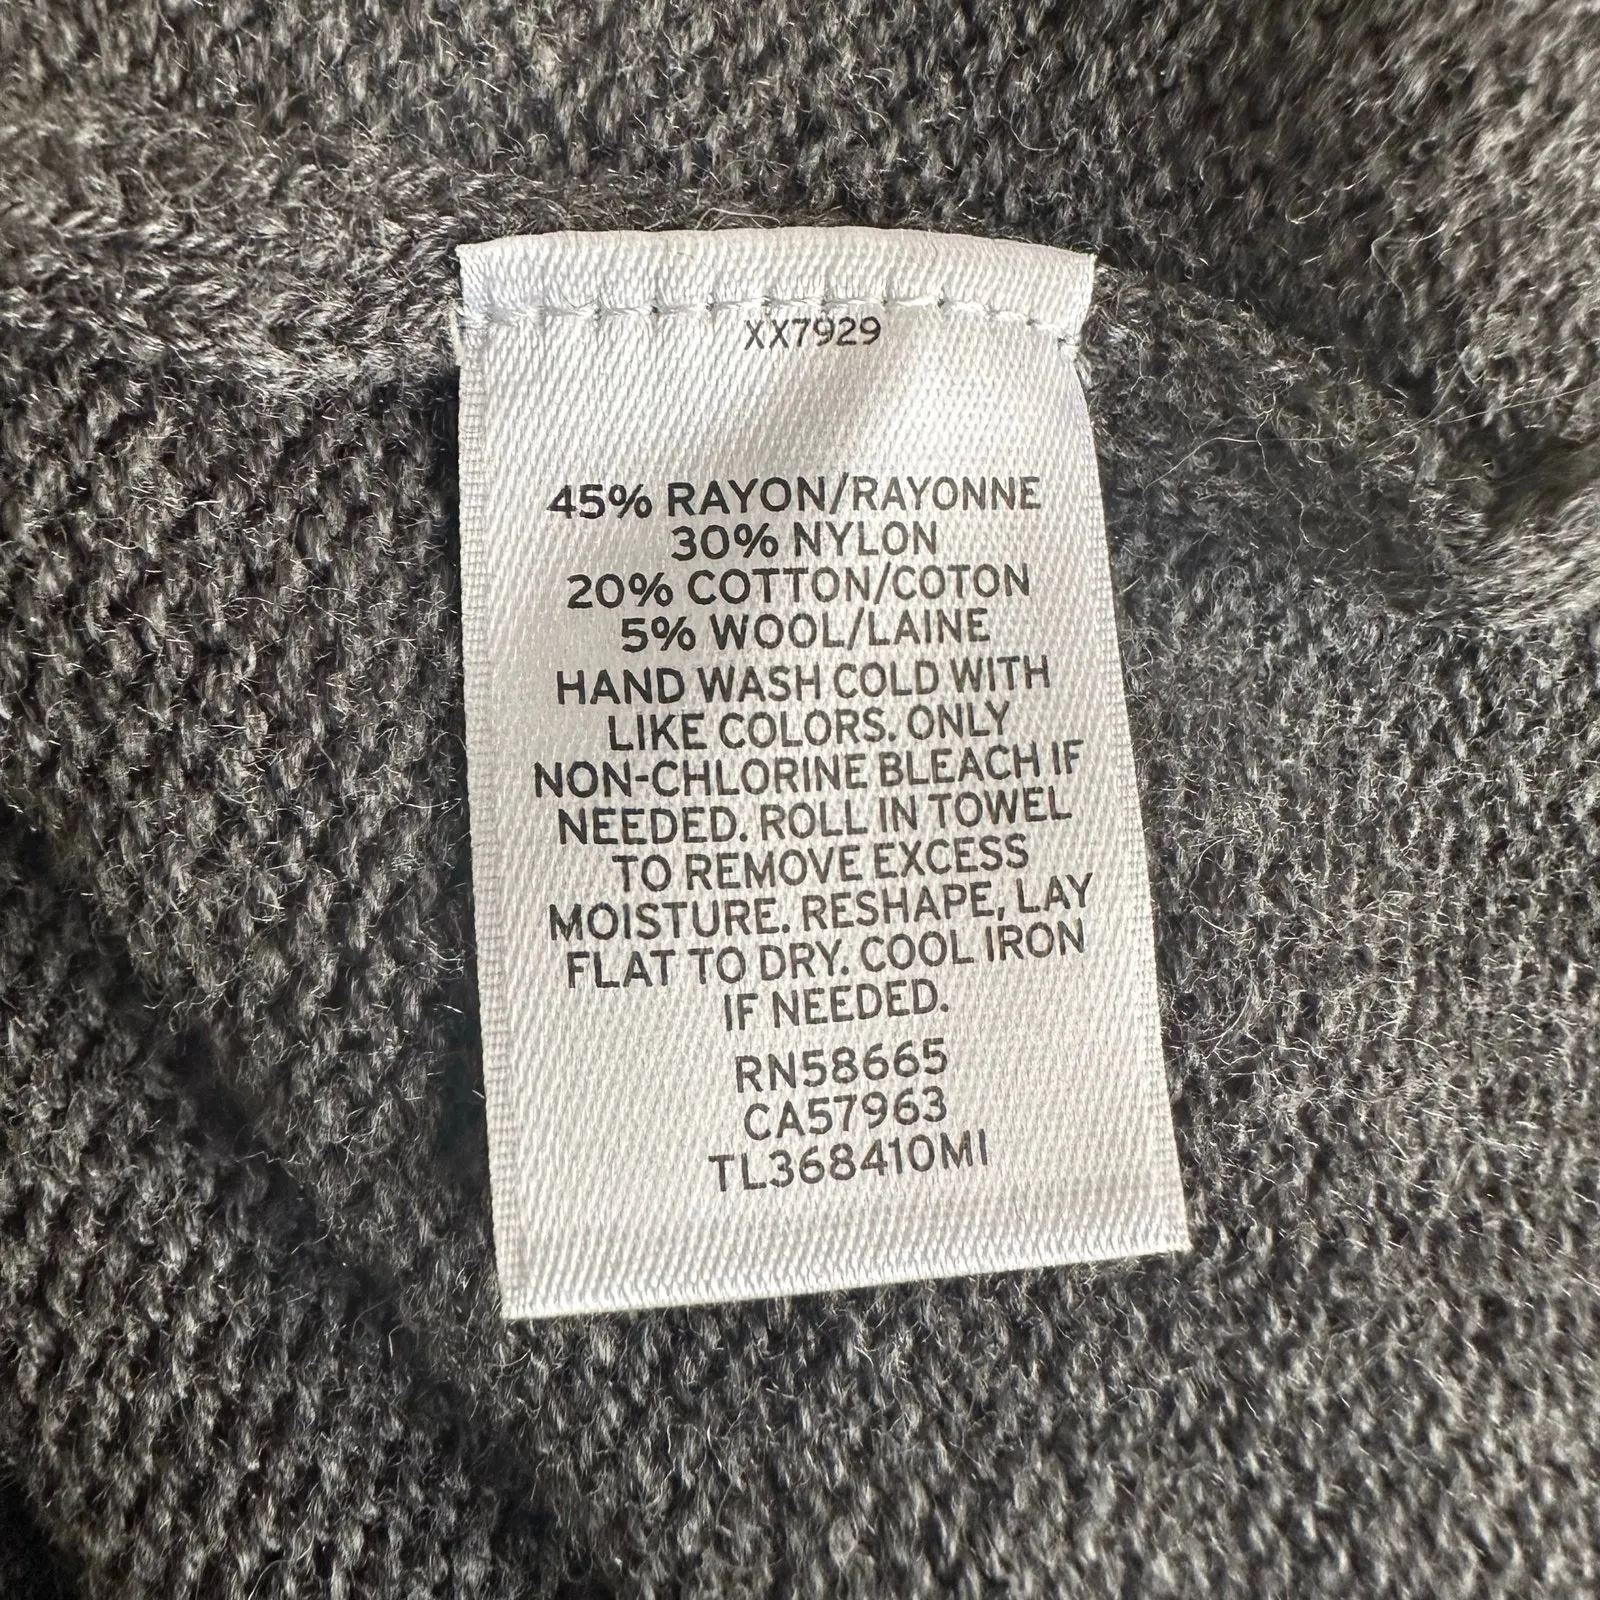 XX7929
45% RAYON/RAYONNE
30% NYLON
20% COTTON/COTON
5% WOOL/LAINE
HAND WASH COLD WITH
LIKE COLORS. ONLY
NON-CHLORINE BLEACH IF
NEEDED. ROLL IN TOWEL
TO REMOVE EXCESS
MOISTURE. RESHAPE, LAY
FLAT TO DRY. COOL IRON
IF NEEDED.
RN58665
CA57963
TL368410MI